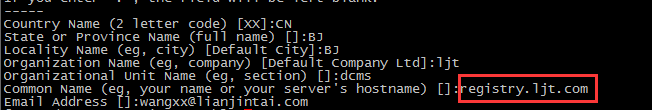 If you enter '.', the field will be left blank.
-----
Country Name (2 letter code) [XX]:CN
State or Province Name (full name) []:BJ
Locality Name (eg, city) [Default City]:BJ
Organization Name (eg, company) [Default Company Ltd]:ljt
Organizational Unit Name (eg, section) []:dcms
Common Name (eg, your name or your server's hostname) []:registry.ljt.com
Email Address []:wangxx@lianjintai.com